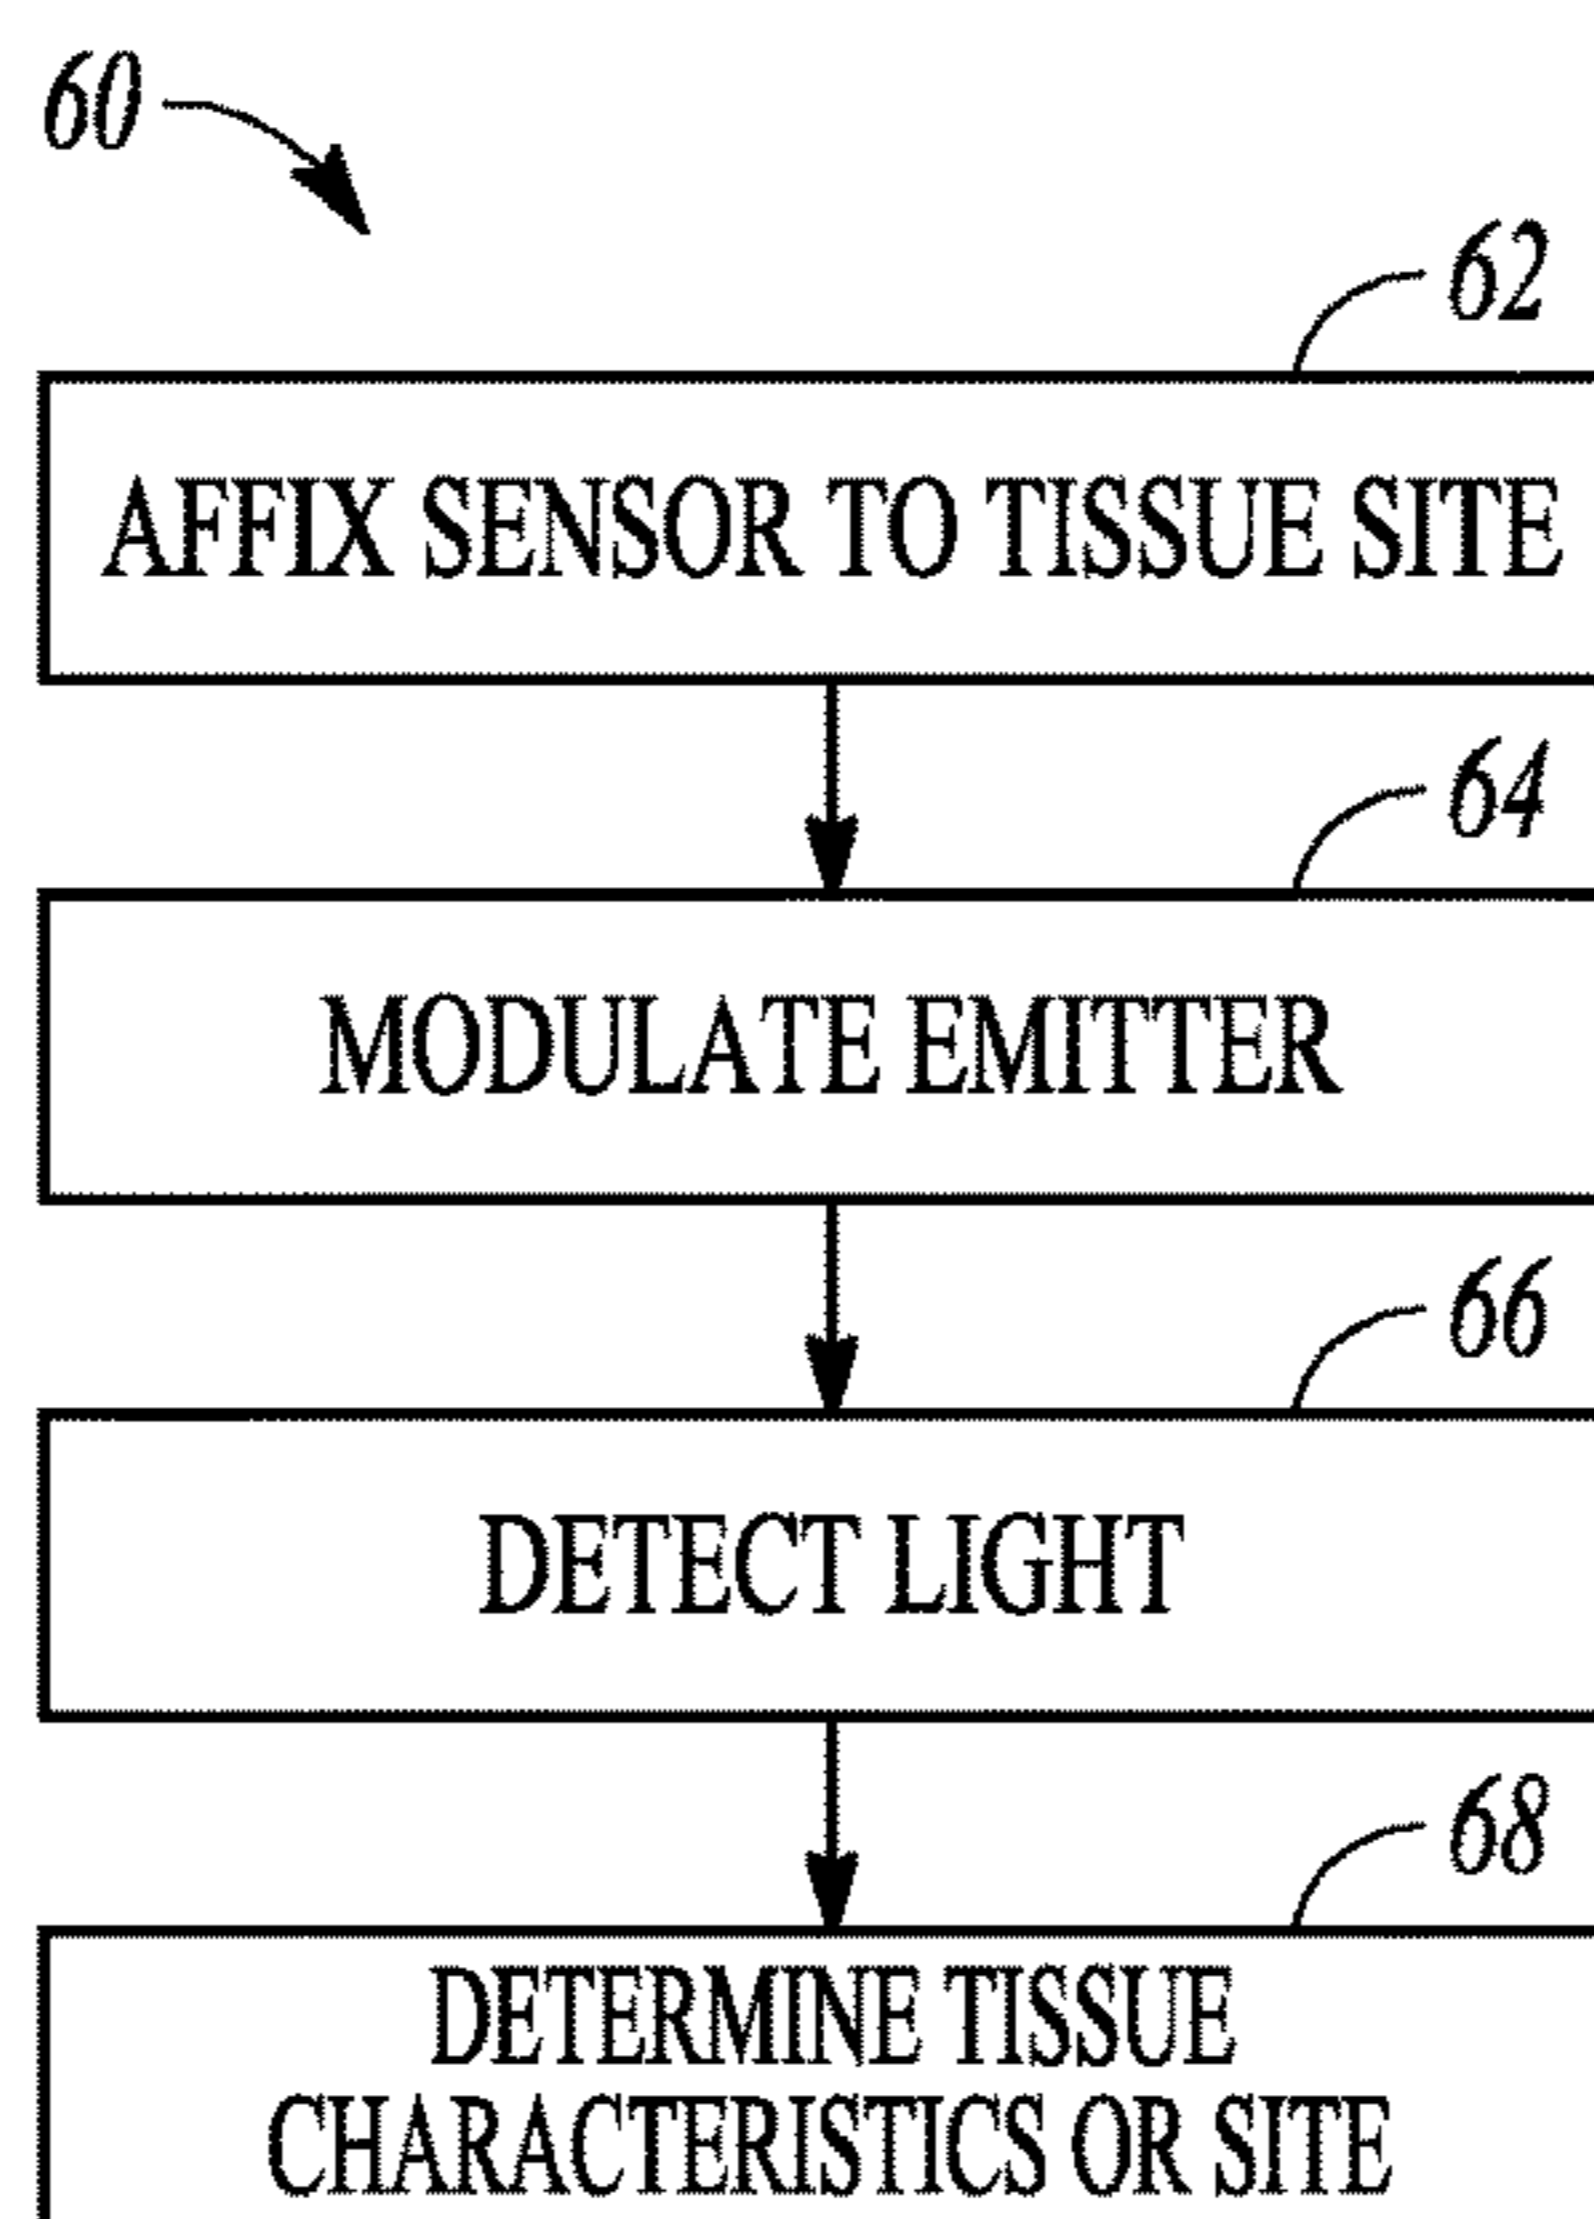 60
62
AFFIX SENSOR TO TISSUE SITE
64
MODULATE EMITTER
66
DETECT LIGHT
68
DETERMINE TISSUE
CHARACTERISTICS OR SITE